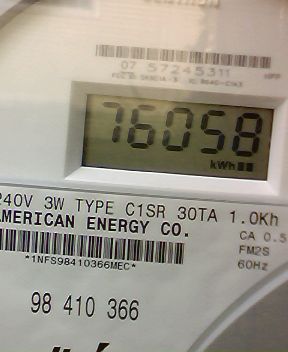 07 57245311
76058
kWh
240V 3W TYPE C1SR 30TA 1.0Kh
AMERICAN ENERGY CO.
CA 0.5
*1NFS98410366MEC*
FM2S
60Hz
98 410 366